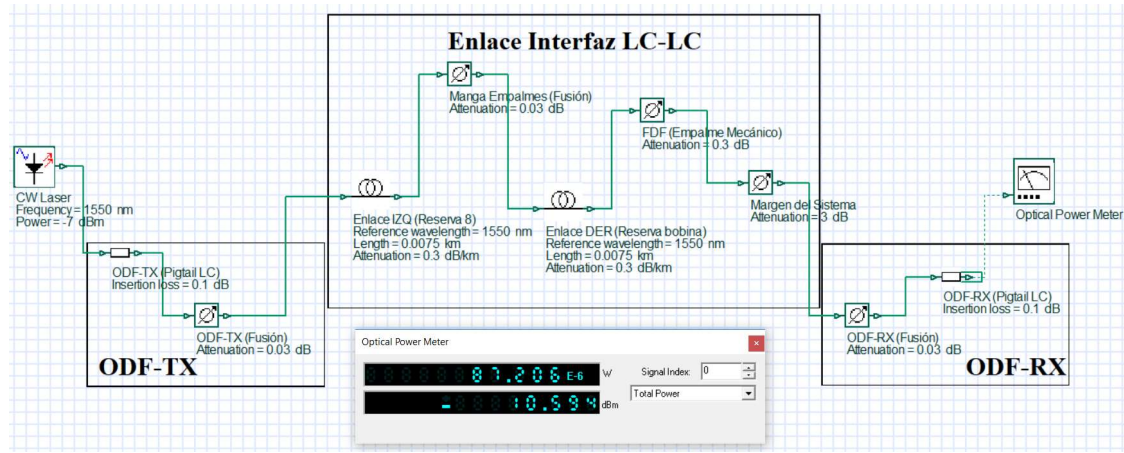 Enlace Interfaz LC-LC
Manga Empalmes (Fusión)
Attenuation = 0.03 dB
FDF (Empalme Mecánico)
Attenuation = 0.3 dB
CW Laser
Frequency = 1550 nm
Power = -7 dBm
Enlace IZQ (Reserva 8)
Reference wavelength = 1550 nm
Length = 0.0075 km
Attenuation = 0.3 dB/km
Enlace DER (Reserva bobina)
Reference wavelength = 1550 nm
Length = 0.0075 km
Attenuation = 0.3 dB/km
Margen del Sistema
Attenuation = 3 dB
Optical Power Meter
ODF-TX (Pigtail LC)
Insertion loss = 0.1 dB
ODF-TX (Fusión)
Attenuation = 0.03 dB
ODF-TX
ODF-RX (Pigtail LC)
Insertion loss = 0.1 dB
ODF-RX (Fusión)
Attenuation = 0.03 dB
ODF-RX
Optical Power Meter
87.206 E-6 W
Signal Index: 0
-10.594 dBm
Total Power